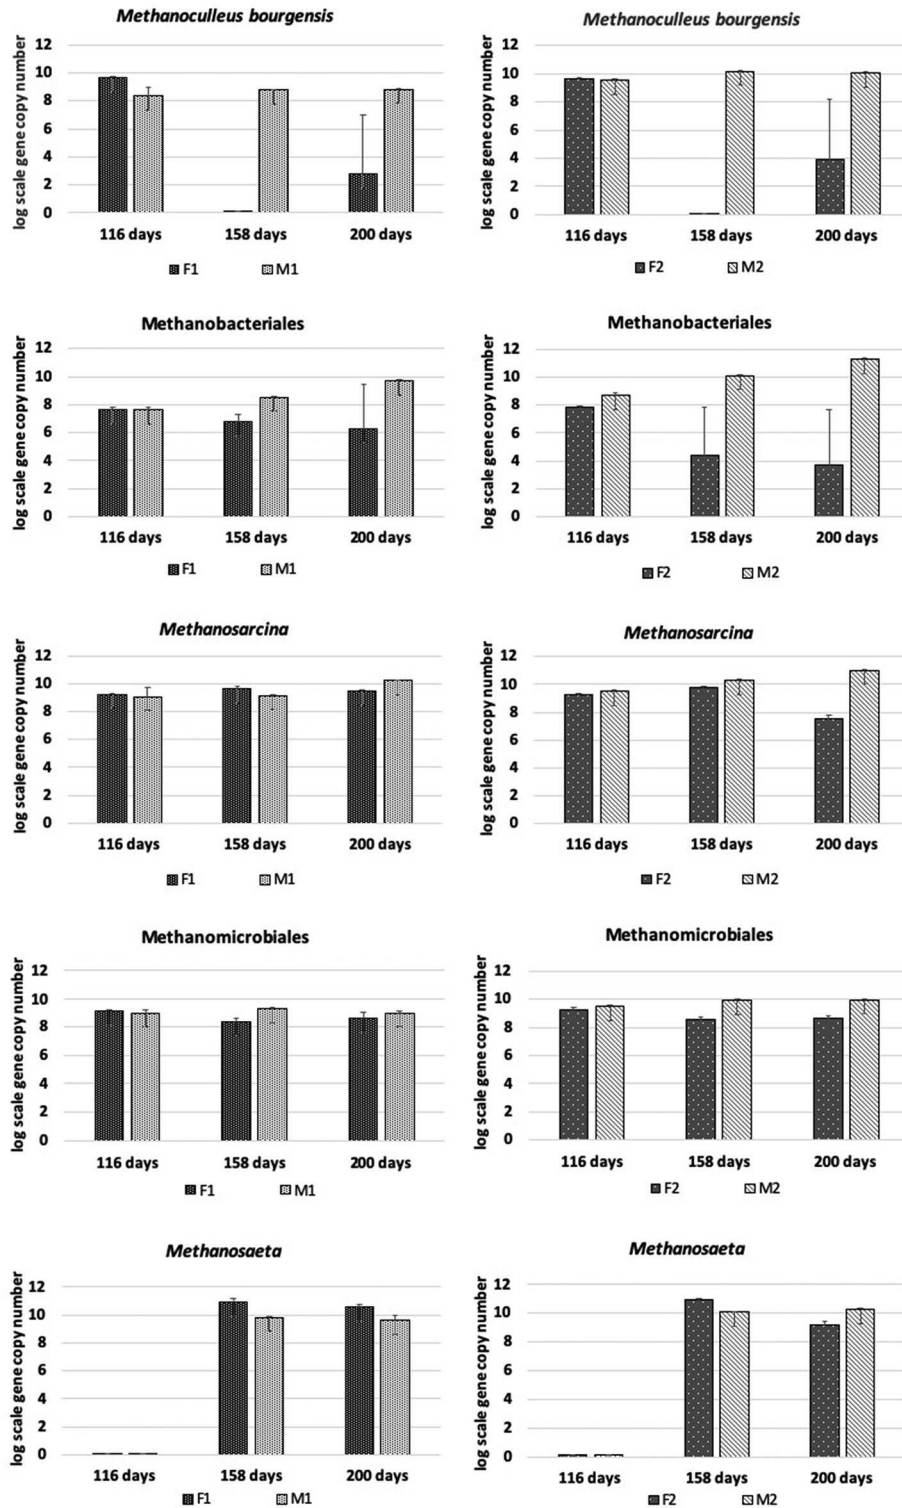 Methanoculleus bourgensis
log scale gene copy number
12
10
8
6
4
2
0
116 days 158 days 200 days
F1 M1
Methanoculleus bourgensis
log scale gene copy number
12
10
8
6
4
2
0
116 days 158 days 200 days
F2 M2
Methanobacteriales
log scale gene copy number
12
10
8
6
4
2
0
116 days 158 days 200 days
F1 M1
Methanobacteriales
log scale gene copy number
12
10
8
6
4
2
0
116 days 158 days 200 days
F2 M2
Methanosarcina
log scale gene copy number
12
10
8
6
4
2
0
116 days 158 days 200 days
F1 M1
Methanosarcina
log scale gene copy number
12
10
8
6
4
2
0
116 days 158 days 200 days
F2 M2
Methanomicrobiales
log scale gene copy number
12
10
8
6
4
2
0
116 days 158 days 200 days
F1 M1
Methanomicrobiales
log scale gene copy number
12
10
8
6
4
2
0
116 days 158 days 200 days
F2 M2
Methanosaeta
log scale gene copy number
12
10
8
6
4
2
0
116 days 158 days 200 days
F1 M1
Methanosaeta
log scale gene copy number
12
10
8
6
4
2
0
116 days 158 days 200 days
F2 M2